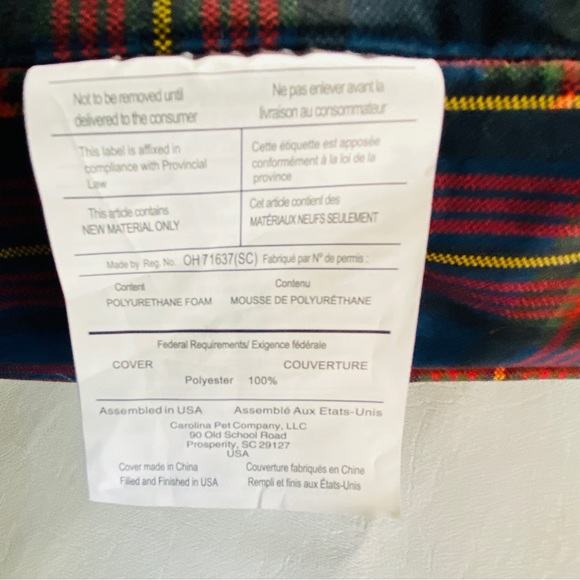 Not to be removed until
delivered to the consumer
Ne pas enlever avant la
livraison au consommateur
This label is affixed in
compliance with Provincial
Law
Cette étiquette est apposée
conformément à la loi de la
province
This article contains
NEW MATERIAL ONLY
Cet article contient des
MATÉRIAUX NEUFS SEULEMENT
Made by Reg. No. OH 71637(SC) Fabriqué par N° de permis :
Content
POLYURETHANE FOAM
Contenu
MOUSSE DE POLYURÉTHANE
Federal Requirements/ Exigence fédérale
COVER COUVERTURE
Polyester 100%
Assembled in USA Assemblé Aux Etats-Unis
Carolina Pet Company, LLC
90 Old School Road
Prosperity, SC 29127
USA
Cover made in China
Filled and Finished in USA
Couverture fabriqués en Chine
Rempli et finis aux États-Unis